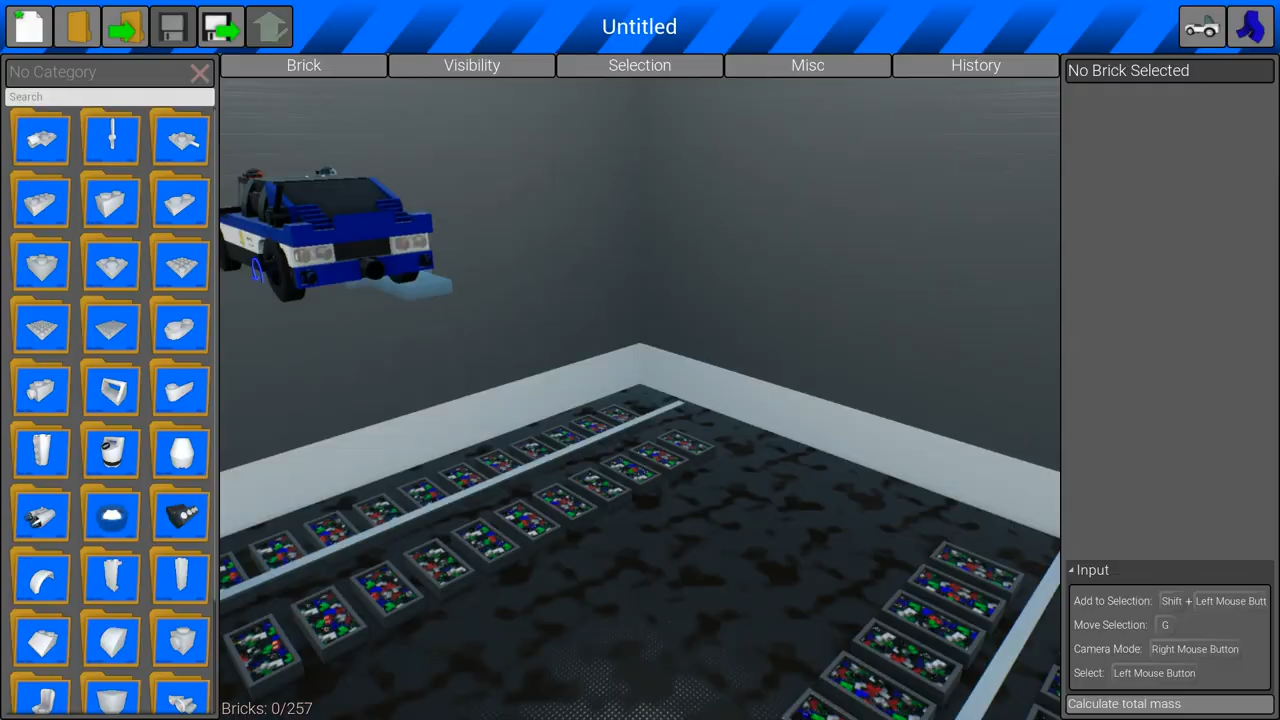 Untitled
No Category
Search
Brick
Visibility
Selection
Misc
History
No Brick Selected
Input
Add to Selection: Shift + Left Mouse Butt
Move Selection: G
Camera Mode: Right Mouse Button
Select: Left Mouse Button
Calculate total mass
Bricks: 0/257